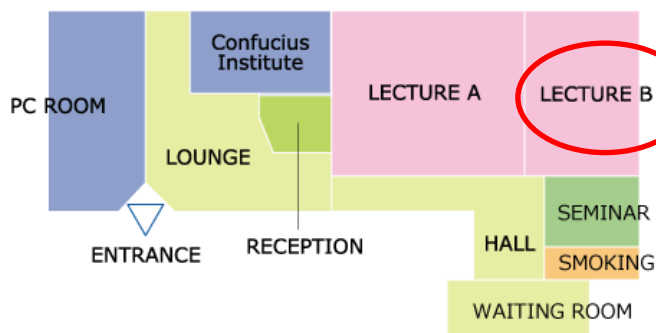 Confucius
Institute
PC ROOM
LECTURE A
LECTURE B
LOUNGE
ENTRANCE
RECEPTION
HALL
SEMINAR
SMOKING
WAITING ROOM